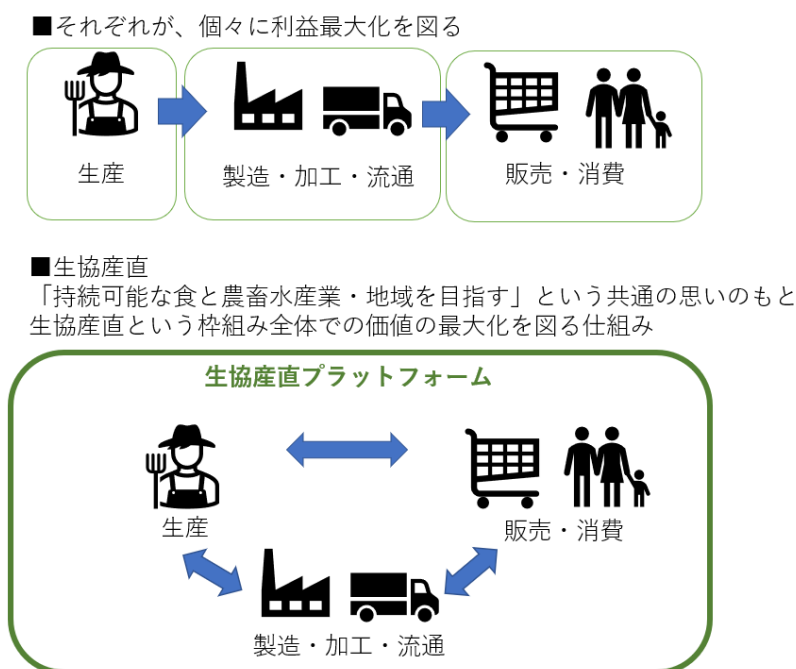 ■それぞれが、個々に利益最大化を図る
生産
製造・加工・流通
販売・消費
■生協産直
「持続可能な食と農畜水産業・地域を目指す」という共通の思いのもと
生協産直という枠組み全体での価値の最大化を図る仕組み
生協産直プラットフォーム
生産
販売・消費
製造・加工・流通